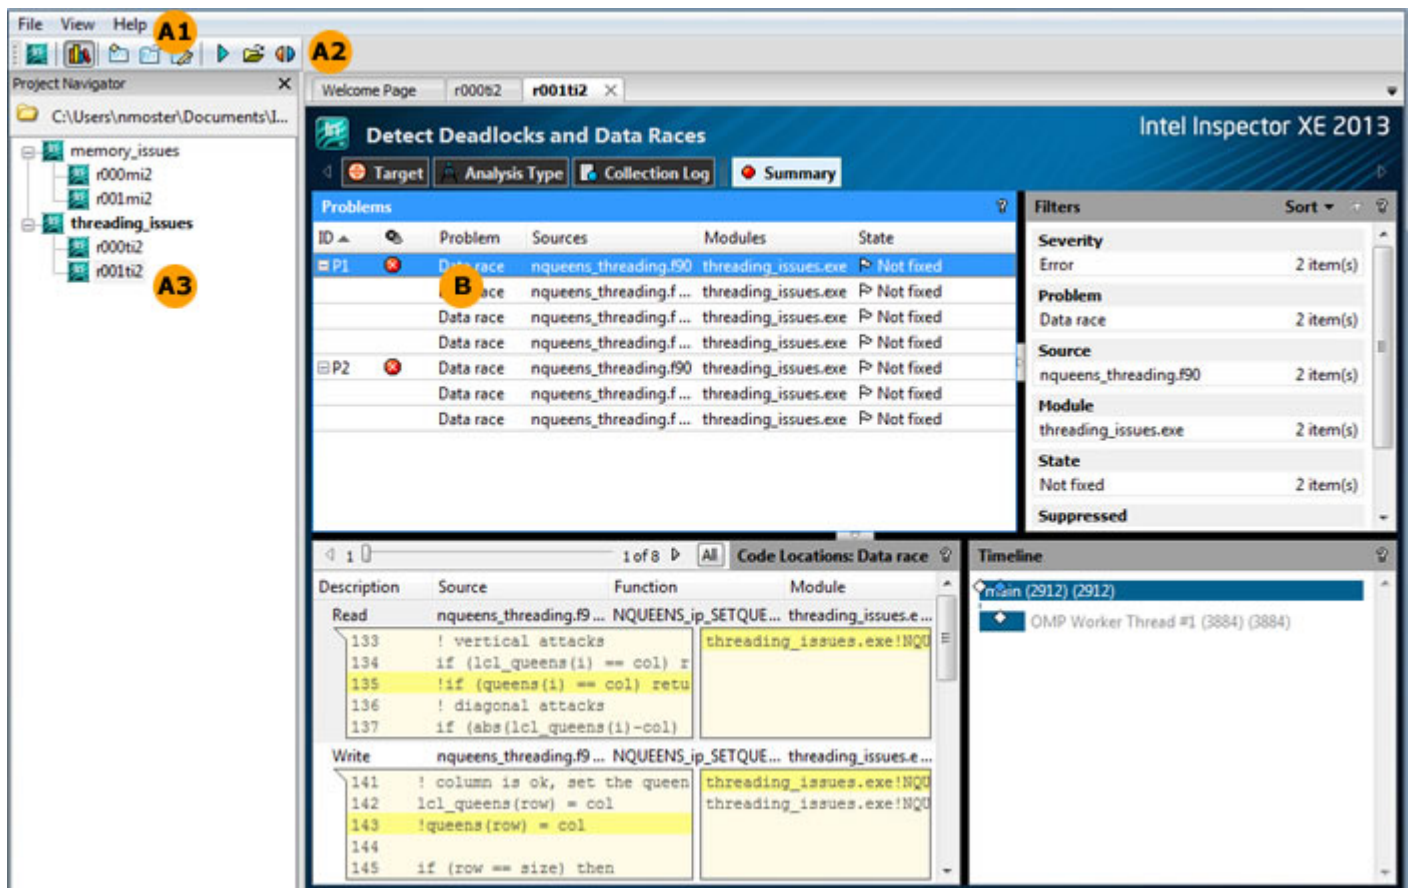 File View Help
A1
A2
Project Navigator
C:\Users\nmoster\Documents\I...
memory_issues
r000mi2
r001mi2
threading_issues
r000ti2
r001ti2
A3
Welcome Page r000ti2 r001ti2
Detect Deadlocks and Data Races
Intel Inspector XE 2013
Target Analysis Type Collection Log Summary
Problems
ID Problem Sources Modules State
P1 Data race nqueens_threading.f90 threading_issues.exe Not fixed
B
ace nqueens_threading.f ... threading_issues.exe Not fixed
Data race nqueens_threading.f ... threading_issues.exe Not fixed
Data race nqueens_threading.f ... threading_issues.exe Not fixed
P2 Data race nqueens_threading.f90 threading_issues.exe Not fixed
Data race nqueens_threading.f ... threading_issues.exe Not fixed
Data race nqueens_threading.f ... threading_issues.exe Not fixed
Filters Sort
Severity
Error 2 item(s)
Problem
Data race 2 item(s)
Source
nqueens_threading.f90 2 item(s)
Module
threading_issues.exe 2 item(s)
State
Not fixed 2 item(s)
Suppressed
1 1 of 8 All Code Locations: Data race
Description Source Function Module
Read nqueens_threading.f9 ... NQUEENS_ip_SETQUE... threading_issues.e ...
133 ! vertical attacks threading_issues.exe!NQU
134 if (lcl_queens(i) == col) r
135 !if (queens(i) == col) retu
136 ! diagonal attacks
137 if (abs(lcl_queens(i)-col)
Write nqueens_threading.f9 ... NQUEENS_ip_SETQUE... threading_issues.e ...
141 ! column is ok, set the queen threading_issues.exe!NQU
142 lcl_queens(row) = col threading_issues.exe!NQU
143 !queens(row) = col
144
145 if (row == size) then
Timeline
main (2912) (2912)
OMP Worker Thread #1 (3884) (3884)